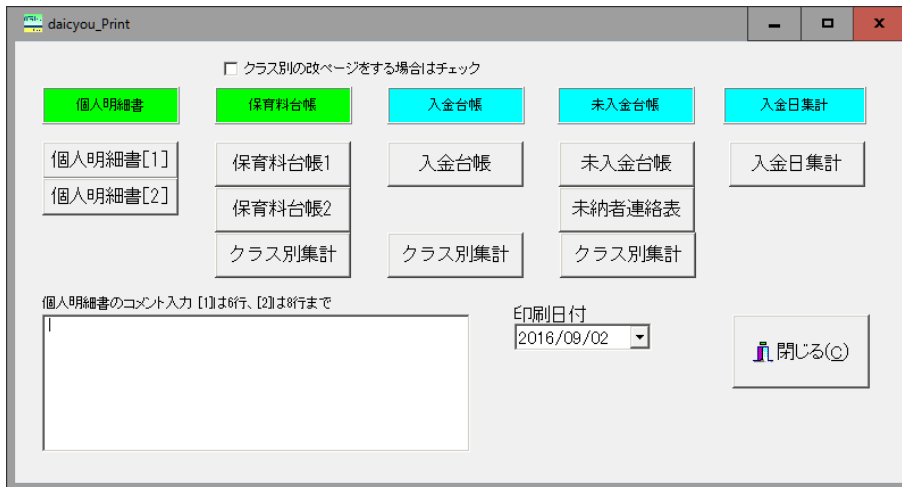 daicyou_Print
クラス別の改ページをする場合はチェック
個人明細書 保育料台帳 入金台帳 未入金台帳 入金日集計
個人明細書[1] 保育料台帳1 入金台帳 未入金台帳 入金日集計
個人明細書[2] 保育料台帳2 未納者連絡表
クラス別集計 クラス別集計 クラス別集計
個人明細書のコメント入力 [1]は6行、[2]は8行まで
印刷日付
2016/09/02
閉じる(C)